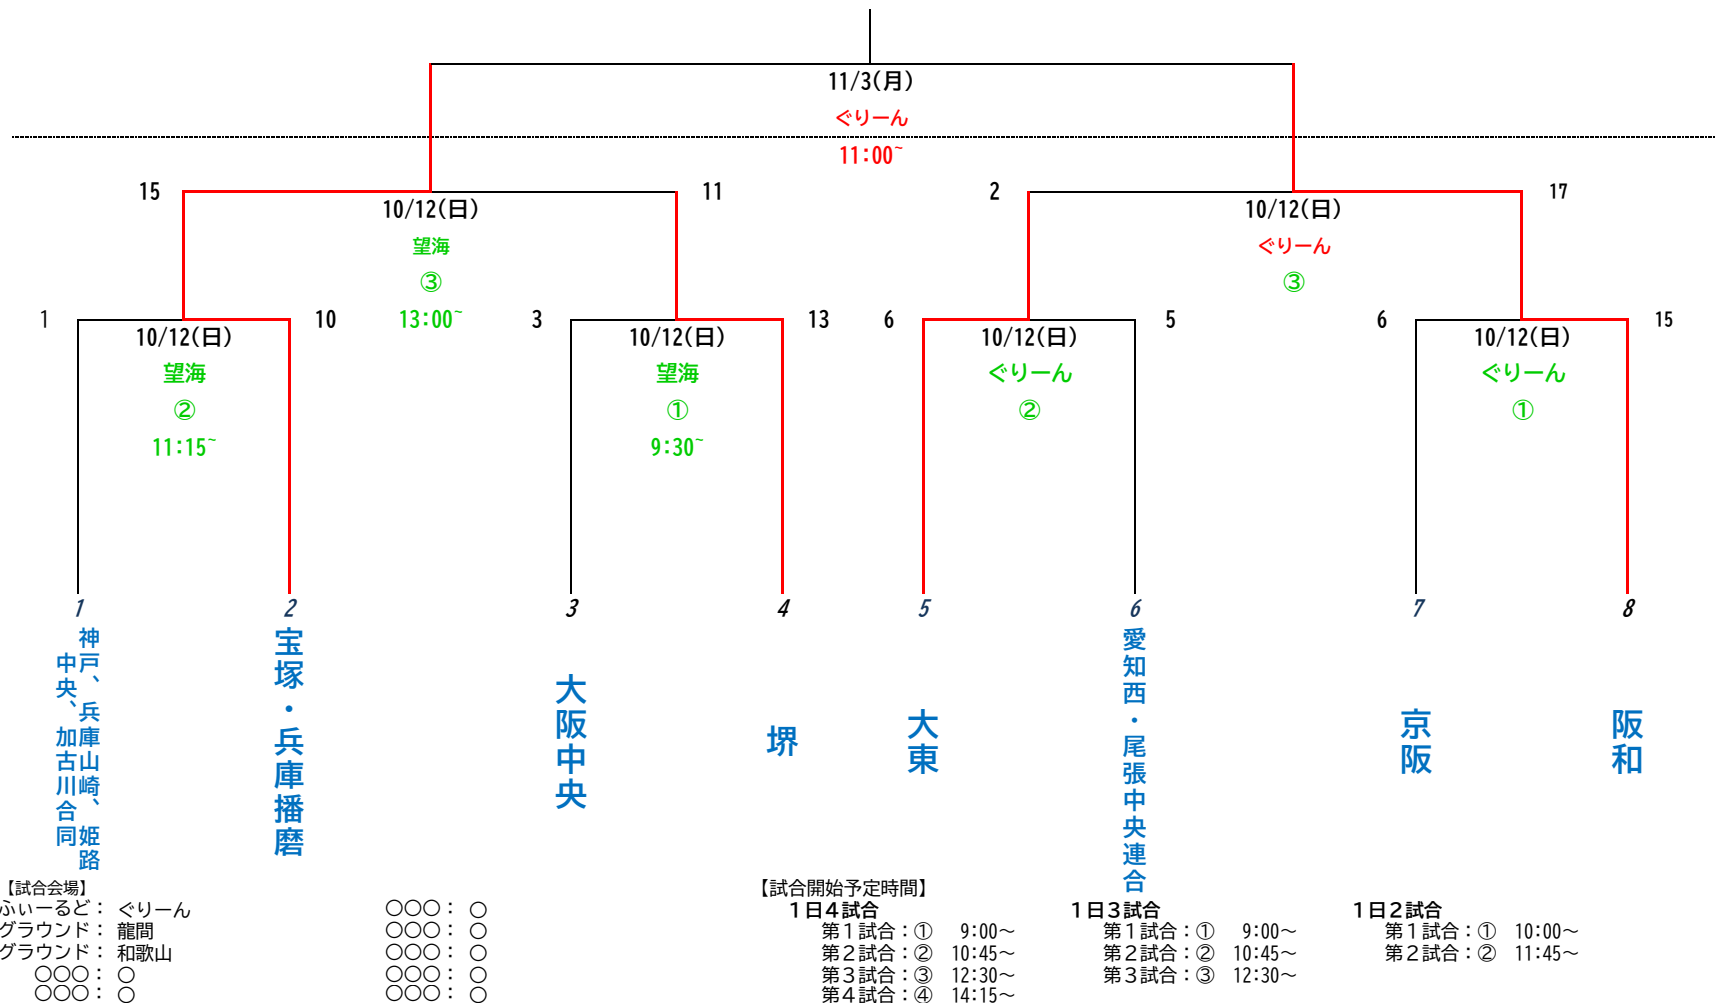 11/3(月)
ぐりーん
11:00~
15
11
2
17
10/12(日)
10/12(日)
望海
ぐりーん
③
③
1
10
13:00~
3
13
6
5
6
15
10/12(日)
10/12(日)
10/12(日)
10/12(日)
望海
望海
ぐりーん
ぐりーん
②
①
②
①
11:15~
9:30~
1
2
3
4
5
6
7
8
神戸、兵庫山崎、姫路
中央、加古川合同
宝塚・兵庫播磨
大阪中央
堺
大東
愛知西・尾張中央連合
京阪
阪和
【試合会場】
ふぃーるど： ぐりーん
グラウンド： 龍間
グラウンド： 和歌山
〇〇〇： 〇
〇〇〇： 〇
〇〇〇： 〇
〇〇〇： 〇
〇〇〇： 〇
〇〇〇： 〇
〇〇〇： 〇
【試合開始予定時間】
1日4試合
第1試合：① 9:00～
第2試合：② 10:45～
第3試合：③ 12:30～
第4試合：④ 14:15～
1日3試合
第1試合：① 9:00～
第2試合：② 10:45～
第3試合：③ 12:30～
1日2試合
第1試合：① 10:00～
第2試合：② 11:45～